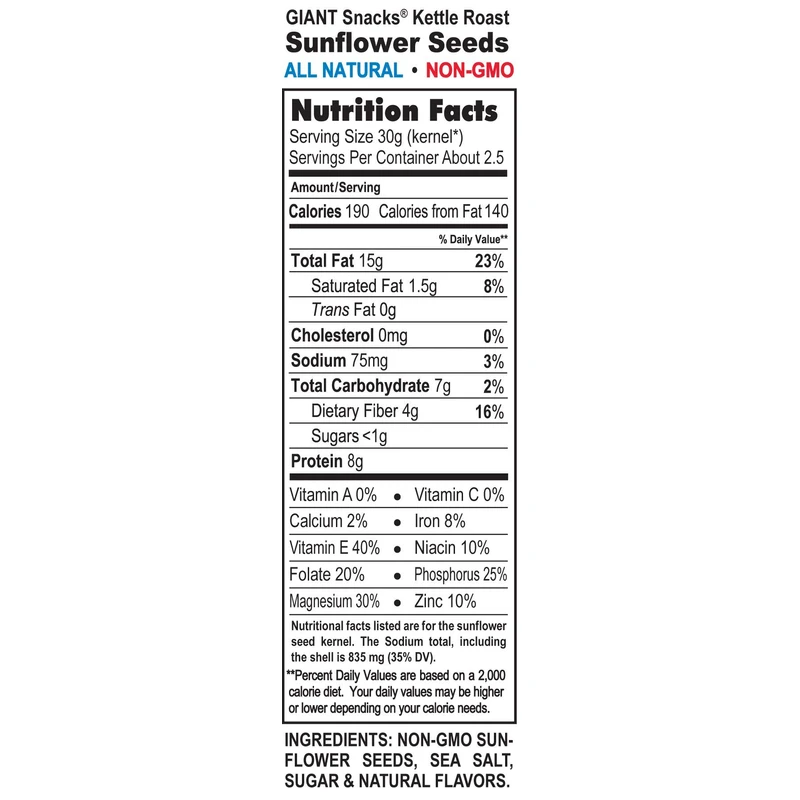 GIANT Snacks® Kettle Roast
Sunflower Seeds
ALL NATURAL • NON-GMO
Nutrition Facts
Serving Size 30g (kernel*)
Servings Per Container About 2.5
Amount/Serving
Calories 190 Calories from Fat 140
% Daily Value**
Total Fat 15g 23%
Saturated Fat 1.5g 8%
Trans Fat 0g
Cholesterol 0mg 0%
Sodium 75mg 3%
Total Carbohydrate 7g 2%
Dietary Fiber 4g 16%
Sugars <1g
Protein 8g
Vitamin A 0% • Vitamin C 0%
Calcium 2% • Iron 8%
Vitamin E 40% • Niacin 10%
Folate 20% • Phosphorus 25%
Magnesium 30% • Zinc 10%
Nutritional facts listed are for the sunflower
seed kernel. The Sodium total, including
the shell is 835 mg (35% DV).
**Percent Daily Values are based on a 2,000
calorie diet. Your daily values may be higher
or lower depending on your calorie needs.
INGREDIENTS: NON-GMO SUN-
FLOWER SEEDS, SEA SALT,
SUGAR & NATURAL FLAVORS.